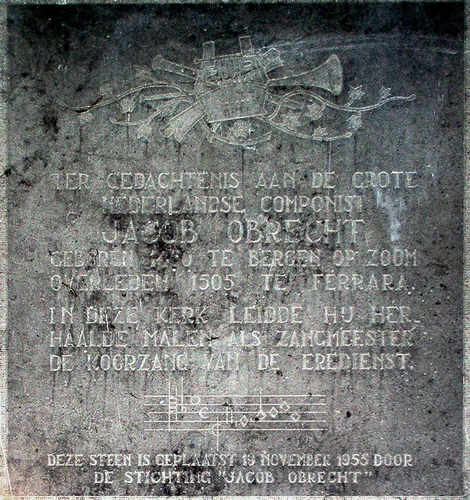 TER GEDACHTENIS AAN DE GROTE
NEDERLANDSE COMPONIST
JACOB OBRECHT
GEBOREN TE BERGEN OP ZOOM
OVERLEDEN 1505 TE FERRARA.
IN DEZE KERK LEIDDE HIJ HER-
HAALDE MALEN ALS ZANGMEESTER
DE KOORZANG VAN DE EREDIENST.
DEZE STEEN IS GEPLAATST 19 NOVEMBER 1955 DOOR
DE STICHTING "JACOB OBRECHT"